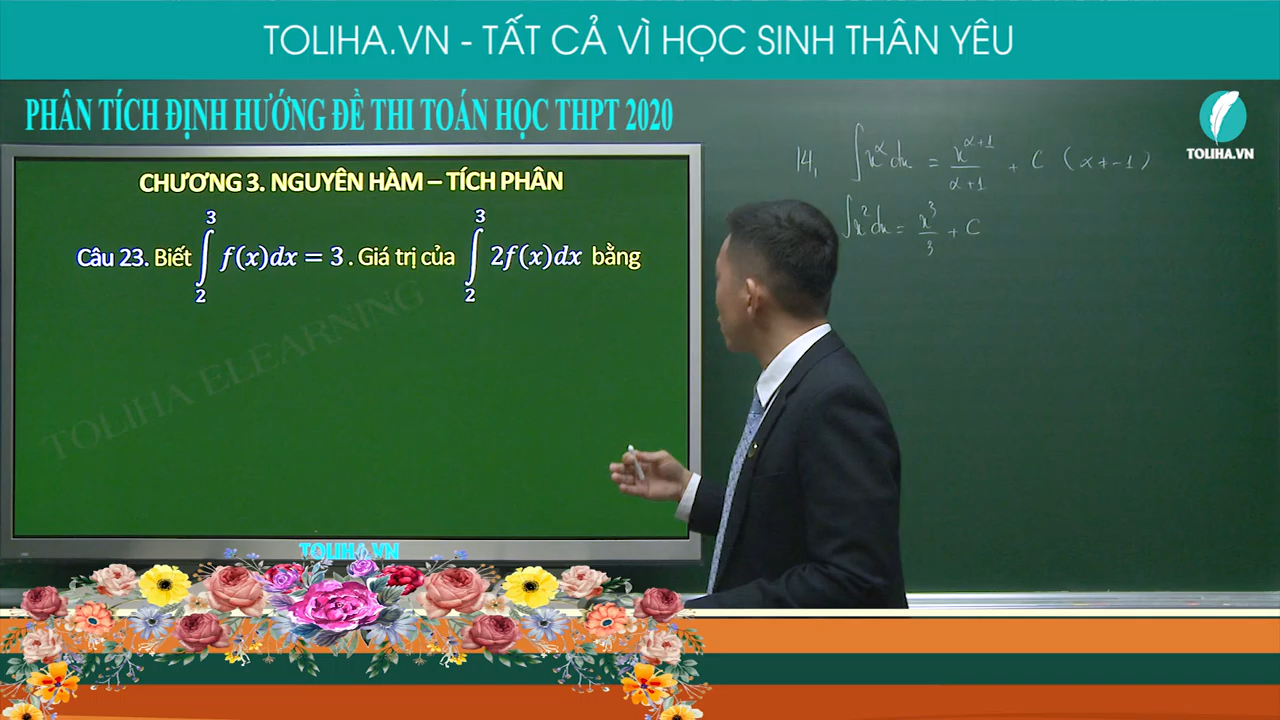 TOLIHA.VN - TẤT CẢ VÌ HỌC SINH THÂN YÊU
PHÂN TÍCH ĐỊNH HƯỚNG ĐỀ THI TOÁN HỌC THPT 2020
TOLIHA.VN
CHƯƠNG 3. NGUYÊN HÀM – TÍCH PHÂN
Câu 23. Biết ∫₂³ f(x)dx = 3 . Giá trị của ∫₂³ 2f(x)dx bằng
TOLIHA ELEARNING
TOLIHA.VN
14, ∫x^α dx = x^(α+1)/(α+1) + C (α ≠ -1)
∫x² dx = x³/3 + C